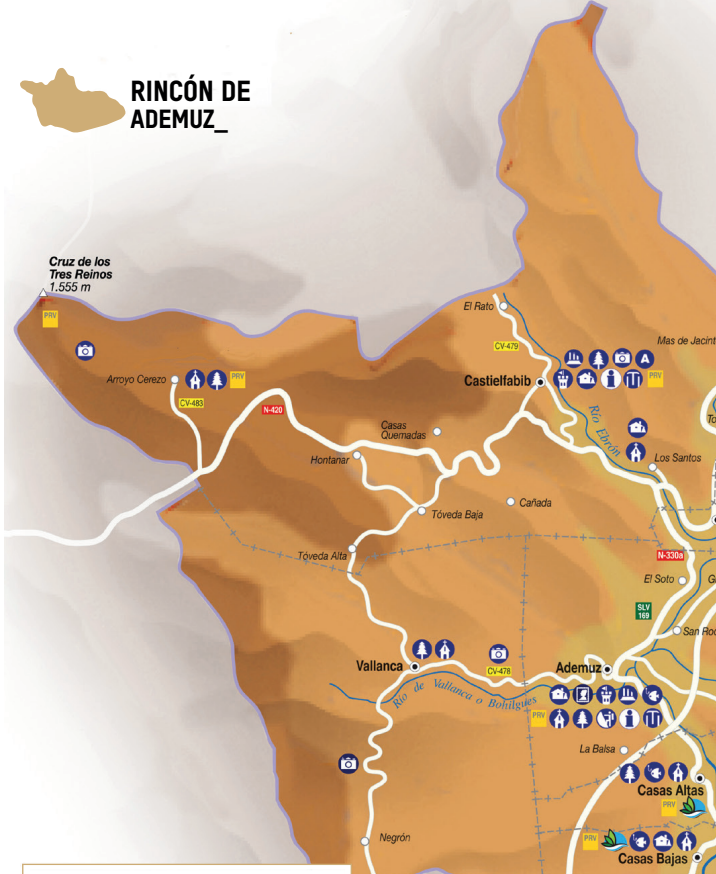 RINCÓN DE
ADEMUZ_
Cruz de los
Tres Reinos
1.555 m
PRV
El Rato
CV-479
Mas de Jacint
A
Castielfabib
PRV
Arroyo Cerezo
PRV
CV-483
N-420
Río Ebrón
Casas
Quemadas
Hontanar
Los Santos
Tóveda Baja
Cañada
Tóveda Alta
N-330a
El Soto
SLV
169
San Roq
Vallanca
CV-478
Ademuz
Río de Vallanca o Bohilgues
PRV
La Balsa
Casas Altas
PRV
Negrón
PRV
Casas Bajas